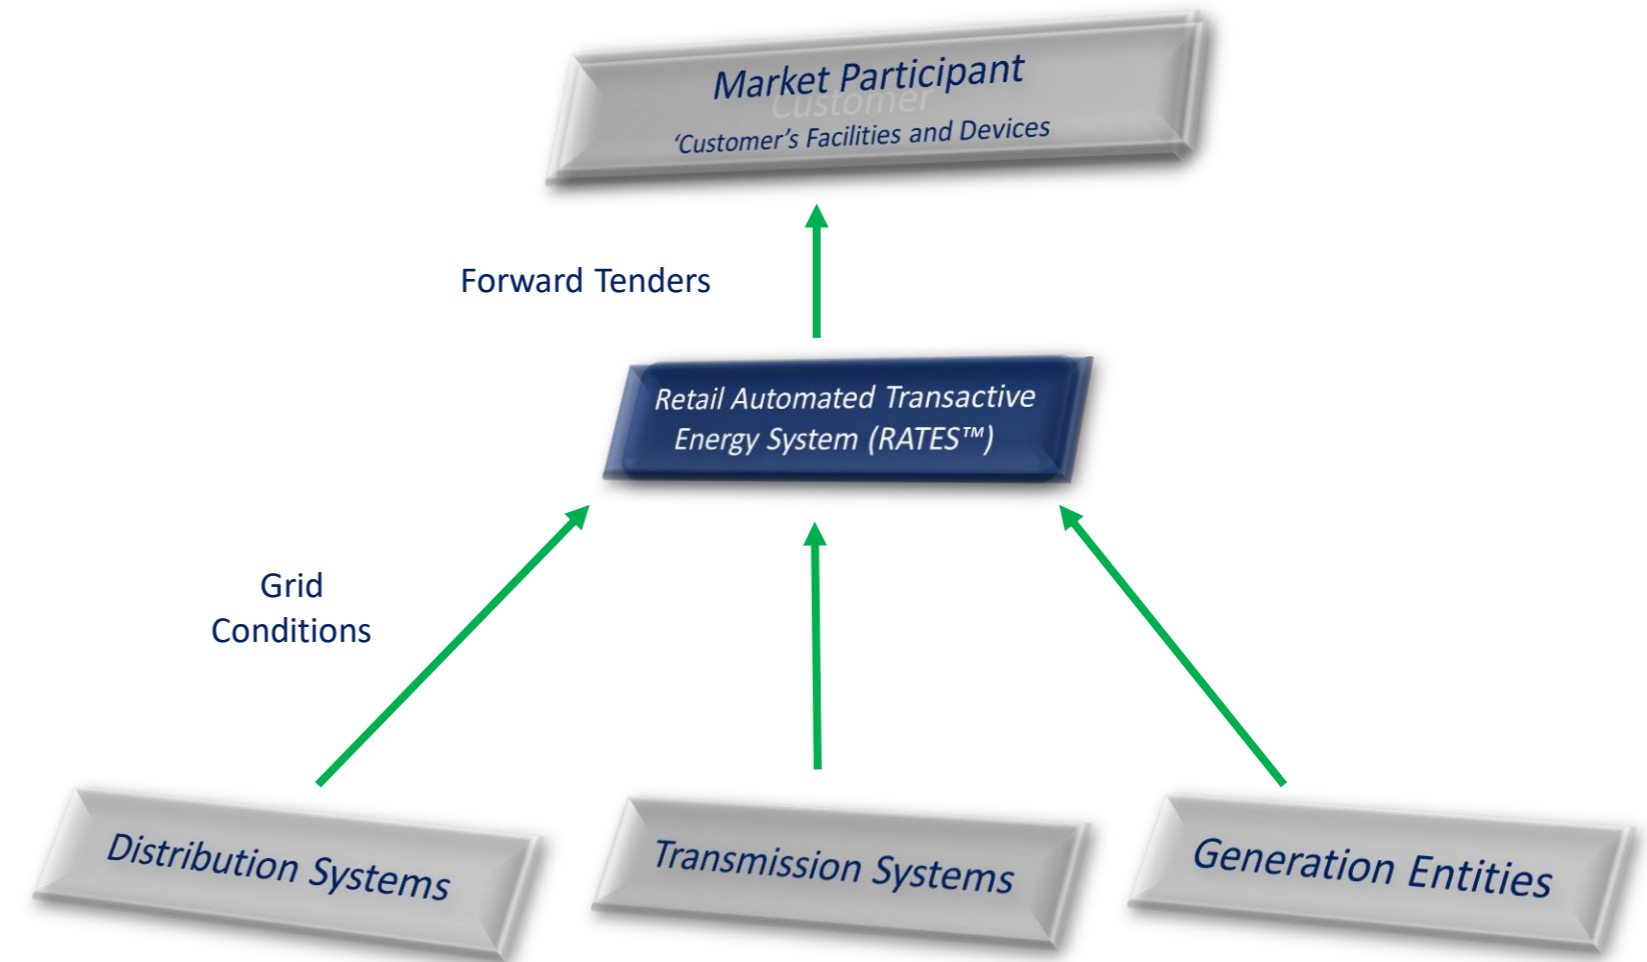 Market Participant
Customer
‘Customer’s Facilities and Devices
Forward Tenders
Retail Automated Transactive
Energy System (RATES™)
Grid
Conditions
Distribution Systems
Transmission Systems
Generation Entities